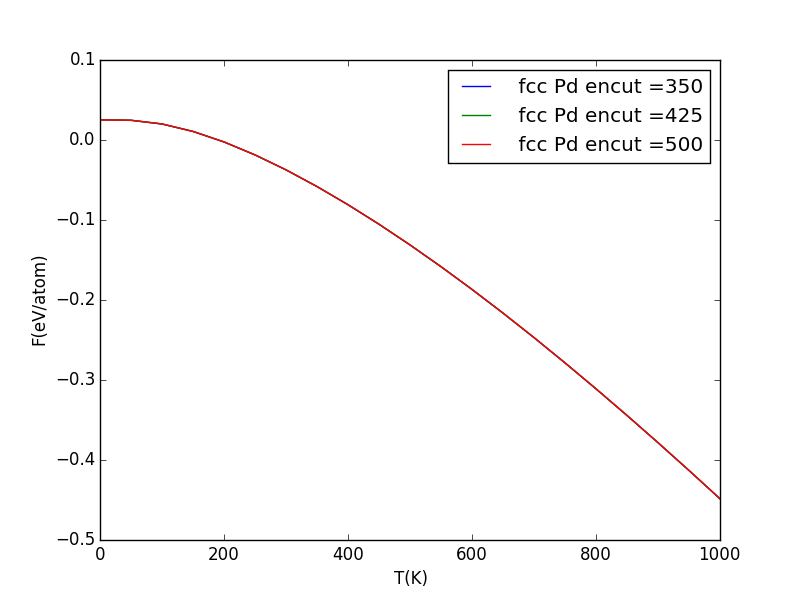 0.1
0.0
−0.1
−0.2
−0.3
−0.4
−0.5
F(eV/atom)
fcc Pd encut =350
fcc Pd encut =425
fcc Pd encut =500
0 200 400 600 800 1000
T(K)